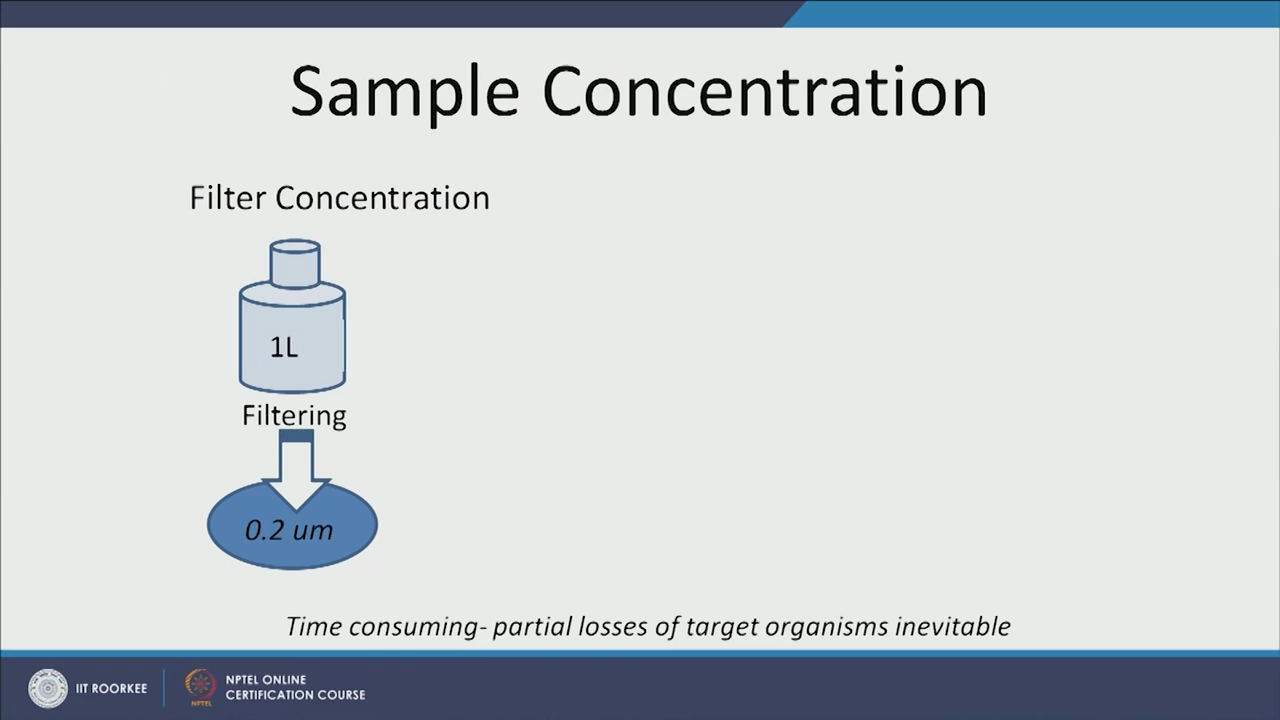 Sample Concentration
Filter Concentration
1L
Filtering
0.2 um
Time consuming- partial losses of target organisms inevitable
IIT ROORKEE
NPTEL
NPTEL ONLINE
CERTIFICATION COURSE